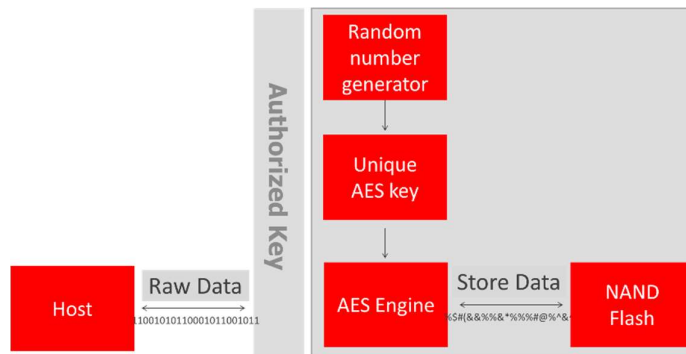 Random
number
generator
Authorized Key
Unique
AES key
Host
Raw Data
11001010110001011001011
AES Engine
Store Data
%$#(&&%%&*%%%#@%^&
NAND
Flash